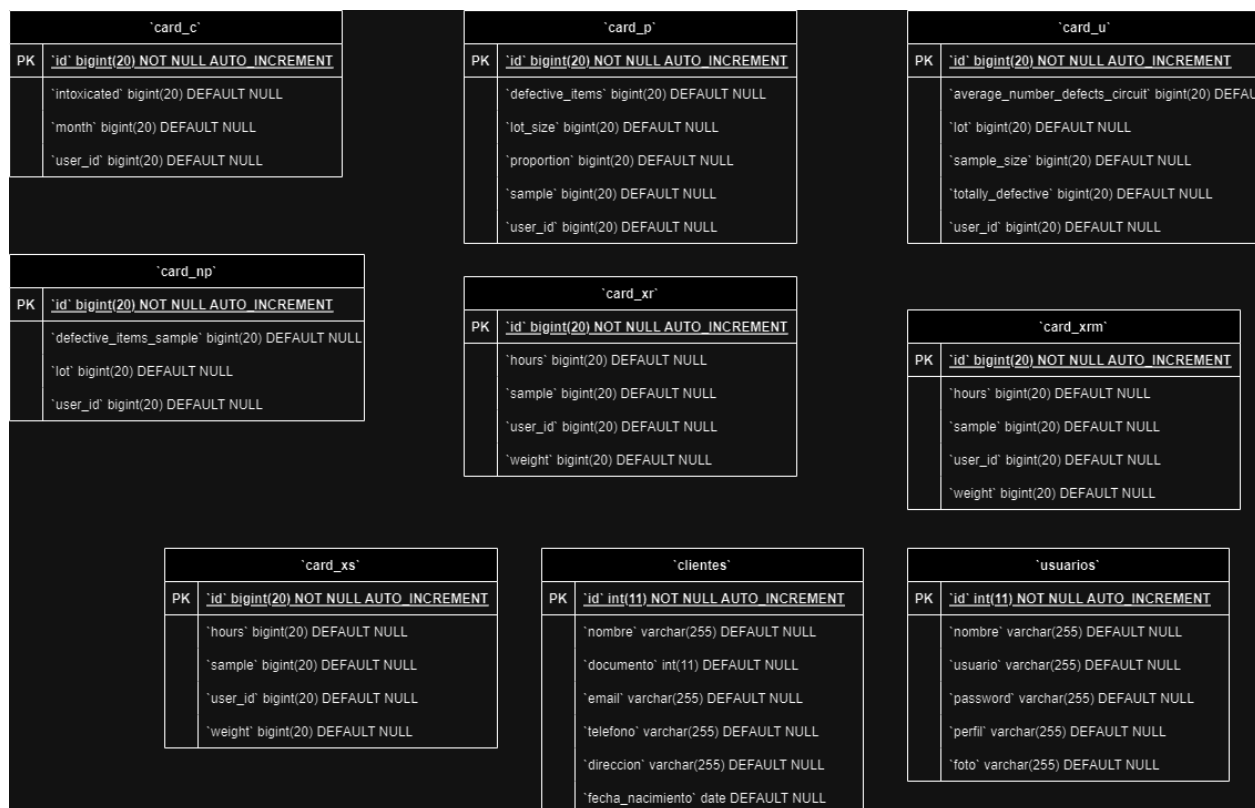 `card_c`
PK `id` bigint(20) NOT NULL AUTO_INCREMENT
`intoxicated` bigint(20) DEFAULT NULL
`month` bigint(20) DEFAULT NULL
`user_id` bigint(20) DEFAULT NULL
`card_p`
PK `id` bigint(20) NOT NULL AUTO_INCREMENT
`defective_items` bigint(20) DEFAULT NULL
`lot_size` bigint(20) DEFAULT NULL
`proportion` bigint(20) DEFAULT NULL
`sample` bigint(20) DEFAULT NULL
`user_id` bigint(20) DEFAULT NULL
`card_u`
PK `id` bigint(20) NOT NULL AUTO_INCREMENT
`average_number_defects_circuit` bigint(20) DEFAU
`lot` bigint(20) DEFAULT NULL
`sample_size` bigint(20) DEFAULT NULL
`totally_defective` bigint(20) DEFAULT NULL
`user_id` bigint(20) DEFAULT NULL
`card_np`
PK `id` bigint(20) NOT NULL AUTO_INCREMENT
`defective_items_sample` bigint(20) DEFAULT NULL
`lot` bigint(20) DEFAULT NULL
`user_id` bigint(20) DEFAULT NULL
`card_xr`
PK `id` bigint(20) NOT NULL AUTO_INCREMENT
`hours` bigint(20) DEFAULT NULL
`sample` bigint(20) DEFAULT NULL
`user_id` bigint(20) DEFAULT NULL
`weight` bigint(20) DEFAULT NULL
`card_xrm`
PK `id` bigint(20) NOT NULL AUTO_INCREMENT
`hours` bigint(20) DEFAULT NULL
`sample` bigint(20) DEFAULT NULL
`user_id` bigint(20) DEFAULT NULL
`weight` bigint(20) DEFAULT NULL
`card_xs`
PK `id` bigint(20) NOT NULL AUTO_INCREMENT
`hours` bigint(20) DEFAULT NULL
`sample` bigint(20) DEFAULT NULL
`user_id` bigint(20) DEFAULT NULL
`weight` bigint(20) DEFAULT NULL
`clientes`
PK `id` int(11) NOT NULL AUTO_INCREMENT
`nombre` varchar(255) DEFAULT NULL
`documento` int(11) DEFAULT NULL
`email` varchar(255) DEFAULT NULL
`telefono` varchar(255) DEFAULT NULL
`direccion` varchar(255) DEFAULT NULL
`fecha_nacimiento` date DEFAULT NULL
`usuarios`
PK `id` int(11) NOT NULL AUTO_INCREMENT
`nombre` varchar(255) DEFAULT NULL
`usuario` varchar(255) DEFAULT NULL
`password` varchar(255) DEFAULT NULL
`perfil` varchar(255) DEFAULT NULL
`foto` varchar(255) DEFAULT NULL